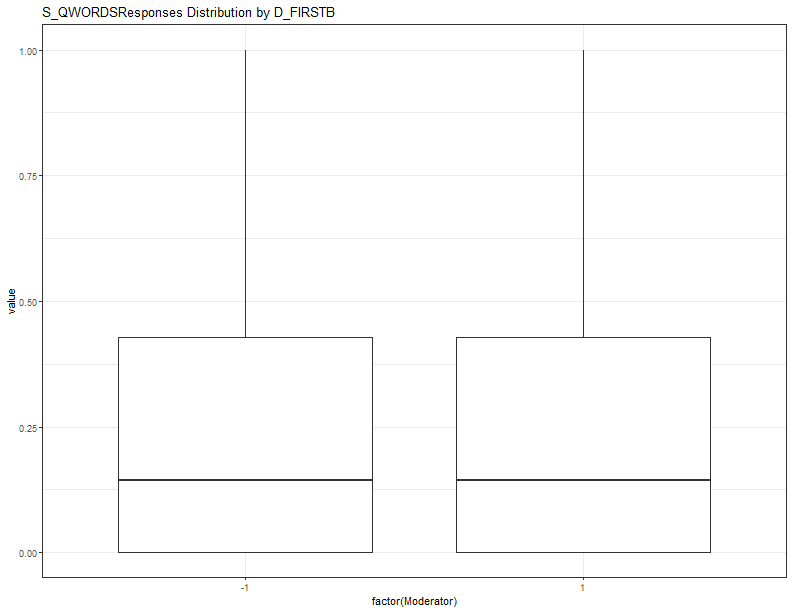 S_QWORDSResponses Distribution by D_FIRSTB
1.00
0.75
0.50
0.25
0.00
value
-1
1
factor(Moderator)